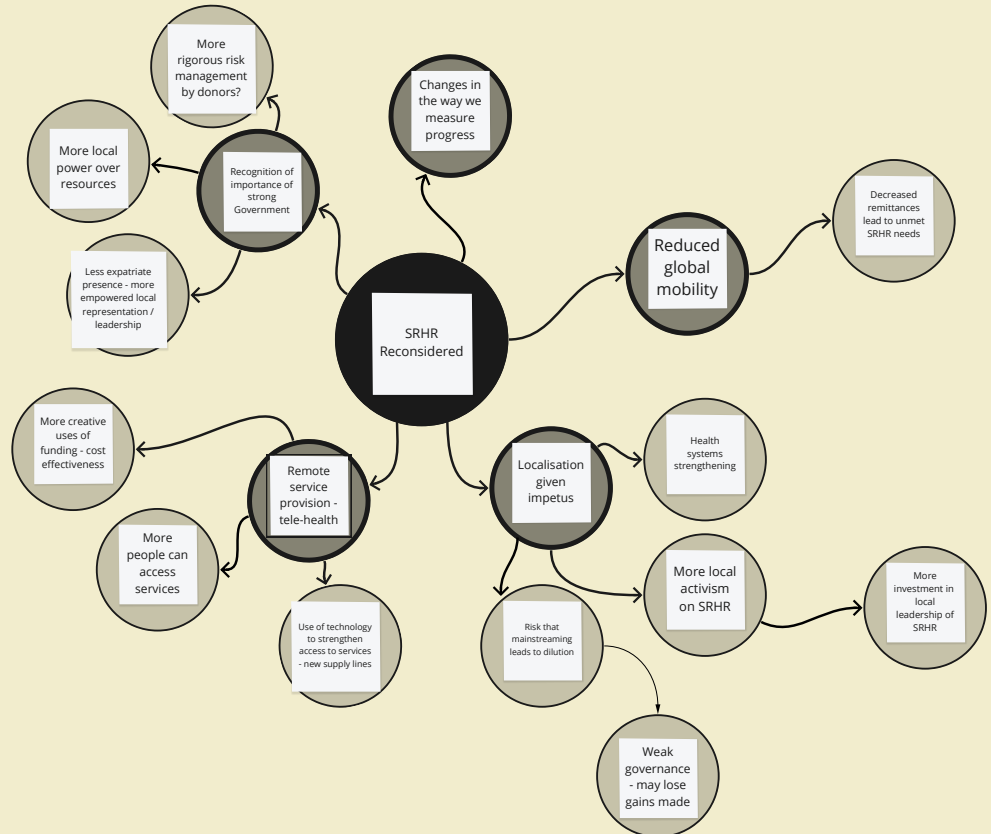 More
rigorous risk
management
by donors?
Changes in
the way we
measure
progress
More local
power over
resources
Recognition of
importance of
strong
Government
Decreased
remittances
lead to unmet
SRHR needs
Reduced
global
mobility
Less expatriate
presence - more
empowered local
representation /
leadership
SRHR
Reconsidered
More creative
uses of
funding - cost
effectiveness
Remote
service
provision -
tele-health
Localisation
given
impetus
Health
systems
strengthening
More
people can
access
services
More local
activism
on SRHR
More
investment in
local
leadership of
SRHR
Use of technology
to strengthen
access to services
- new supply lines
Risk that
mainstreaming
leads to dilution
Weak
governance
- may lose
gains made